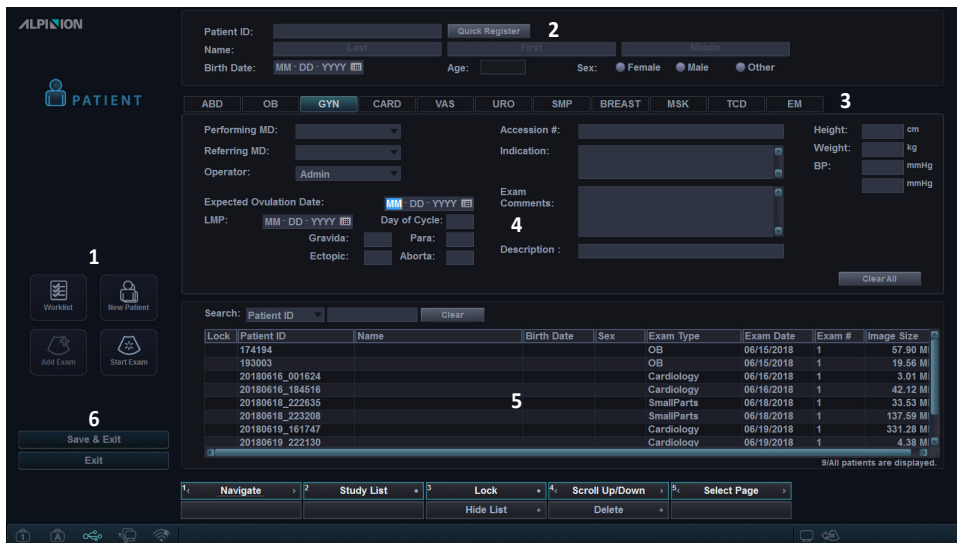 ALPINION
PATIENT
1
Worklist
New Patient
Add Exam
Start Exam
6
Save & Exit
Exit
Patient ID: Quick Register 2
Name: Last First Middle
Birth Date: MM - DD - YYYY Age: Sex: Female Male Other
ABD OB GYN CARD VAS URO SMP BREAST MSK TCD EM 3
Performing MD: Accession #: Height: cm
Referring MD: Indication: Weight: kg
Operator: Admin BP: mmHg
mmHg
Expected Ovulation Date: MM - DD - YYYY Exam Comments:
LMP: MM - DD - YYYY Day of Cycle: 4
Gravida: Para:
Ectopic: Aborta: Description :
Clear All
Search: Patient ID Clear
Lock Patient ID Name Birth Date Sex Exam Type Exam Date Exam # Image Size
174194 OB 06/15/2018 1 57.90 M
193003 OB 06/15/2018 1 19.56 M
20180616_001624 Cardiology 06/16/2018 1 3.01 M
20180616_184516 Cardiology 06/16/2018 1 42.12 M
20180618_222635 SmallParts 06/18/2018 1 33.53 M
20180618_223208 5 SmallParts 06/18/2018 1 137.59 M
20180619_161747 Cardiology 06/19/2018 1 331.28 M
20180619_222130 Cardiology 06/19/2018 1 4.38 M
9/All patients are displayed.
1 Navigate 2 Study List 3 Lock 4 Scroll Up/Down 5 Select Page
Hide List Delete
1 A